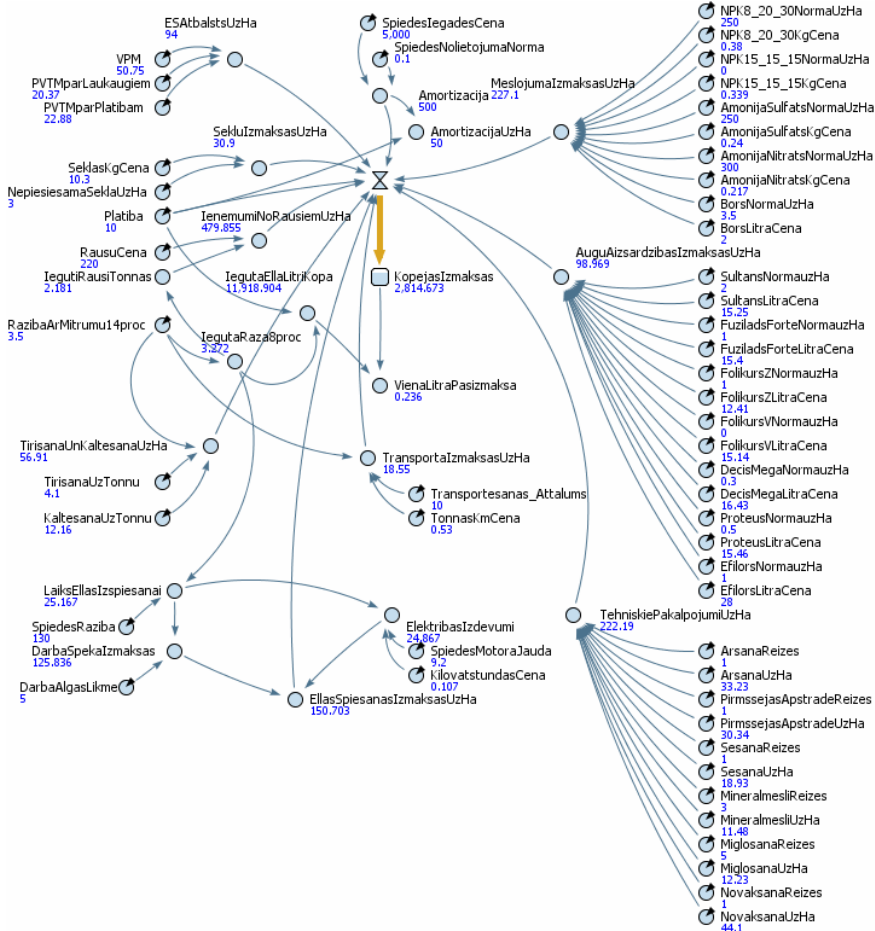 ESAtbalstsUzHa
94
VPM
50.75
PVTMparLaukaugiem
20.37
PVTMparPlatibam
22.88
SpiedesIegadesCena
5,000
SpiedesNolietojumaNorma
0.1
Amortizacija
500
AmortizacijaUzHa
50
MeslojumaIzmaksasUzHa
227.1
NPK8_20_30NormaUzHa
250
NPK8_20_30KgCena
0.38
NPK15_15_15NormaUzHa
0
NPK15_15_15KgCena
0.339
AmonijaSulfatsNormaUzHa
250
AmonijaSulfatsKgCena
0.24
AmonijaNitratsNormaUzHa
300
AmonijaNitratsKgCena
0.217
BorsNormaUzHa
3.5
BorsLitraCena
2
SekluIzmaksasUzHa
30.9
SeklasKgCena
10.3
NepiesiesamaSeklaUzHa
3
Platiba
10
IenemumiNoRausiemUzHa
479.855
RausuCena
220
IegutiRausiTonnas
2.181
IegutaEllaLitriKopa
11,918.904
KopejasIzmaksas
2,814.673
RazibaArMitrumu14proc
3.5
IegutaRaza8proc
3.272
VienaLitraPasizmaksa
0.236
AuguAizsardzibasIzmaksasUzHa
98.969
SultansNormauzHa
2
SultansLitraCena
15.25
FuziladsForteNormauzHa
1
FuziladsForteLitraCena
15.4
FolikursZNormauzHa
1
FolikursZLitraCena
12.41
FolikursVNormauzHa
0
FolikursVLitraCena
15.14
DecisMegaNormauzHa
0.3
DecisMegaLitraCena
16.43
ProteusNormauzHa
0.5
ProteusLitraCena
15.46
EfilorsNormauzHa
1
EfilorsLitraCena
28
TirisanaUnKaltesanaUzHa
56.91
TirisanaUzTonnu
4.1
KaltesanaUzTonnu
12.16
TransportaIzmaksasUzHa
18.55
Transportesanas_Attalums
10
TonnasKmCena
0.53
LaiksEllasIzspiesanai
25.167
SpiedesRaziba
130
DarbaSpekaIzmaksas
125.836
DarbaAlgasLikme
5
ElektribasIzdevumi
24.867
SpiedesMotoraJauda
9.2
KilovatstundasCena
0.107
EllasSpiesanasIzmaksasUzHa
150.703
TehniskiePakalpojumiUzHa
222.19
ArsanaReizes
1
ArsanaUzHa
33.23
PirmssejasApstradeReizes
1
PirmssejasApstradeUzHa
30.34
SesanaReizes
1
SesanaUzHa
18.93
MineralmesliReizes
3
MineralmesliUzHa
11.48
MiglosanaReizes
5
MiglosanaUzHa
12.23
NovaksanaReizes
1
NovaksanaUzHa
44.1